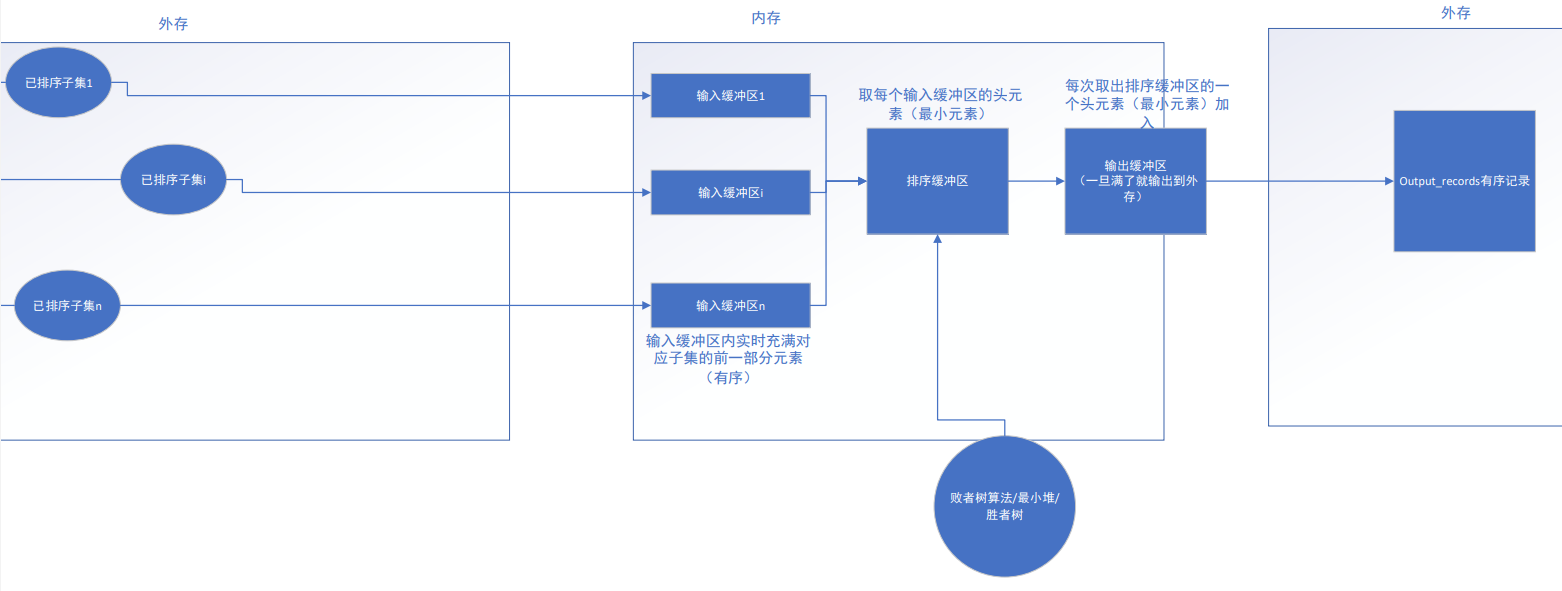 外存
内存
外存
已排序子集1
已排序子集i
已排序子集n
输入缓冲区1
输入缓冲区i
输入缓冲区n
输入缓冲区内实时充满对
应子集的前一部分元素
（有序）
取每个输入缓冲区的头元
素（最小元素）
排序缓冲区
每次取出排序缓冲区的一
个头元素（最小元素）加
入
输出缓冲区
（一旦满了就输出到外
存）
Output_records有序记录
败者树算法/最小堆/
胜者树